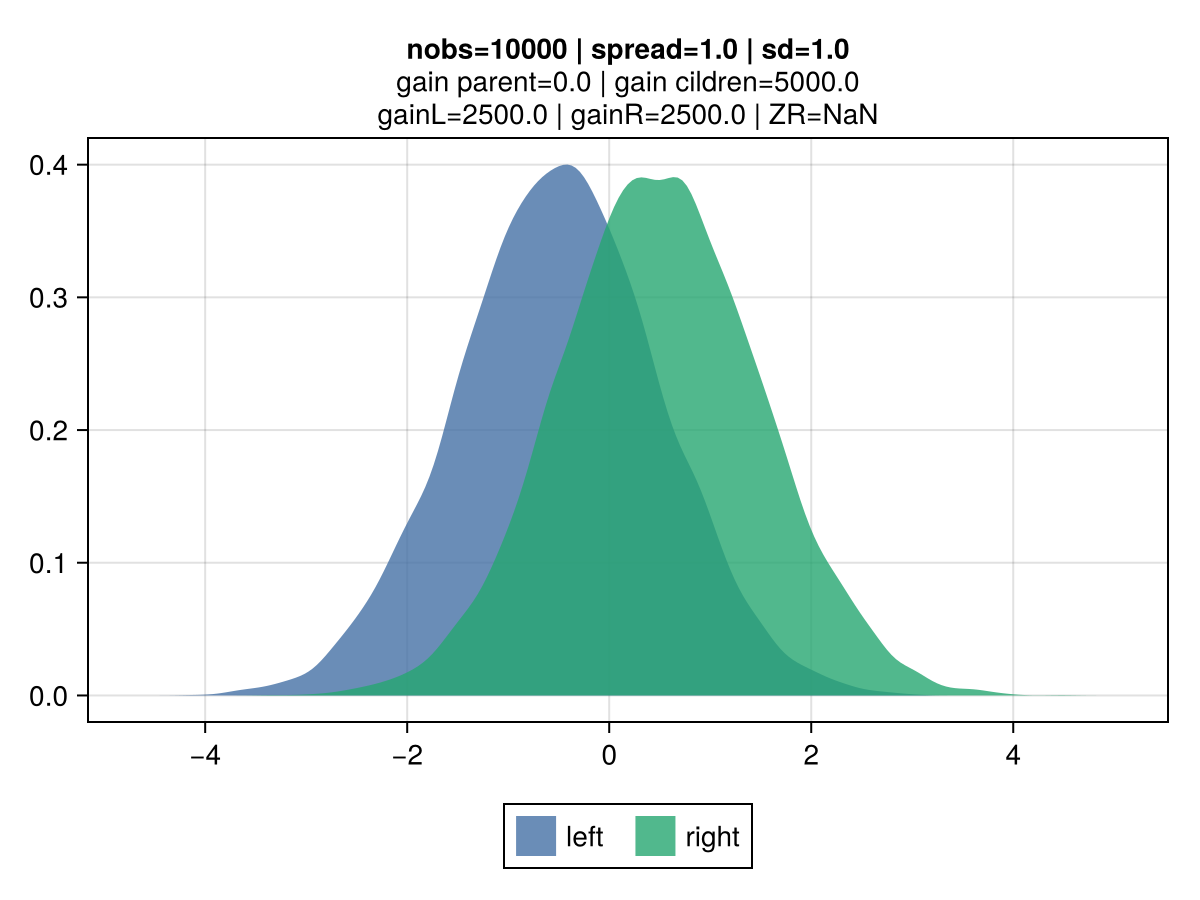 nobs=10000 | spread=1.0 | sd=1.0
gain parent=0.0 | gain cildren=5000.0
gainL=2500.0 | gainR=2500.0 | ZR=NaN
0.4
0.3
0.2
0.1
0.0
−4 −2 0 2 4
left right